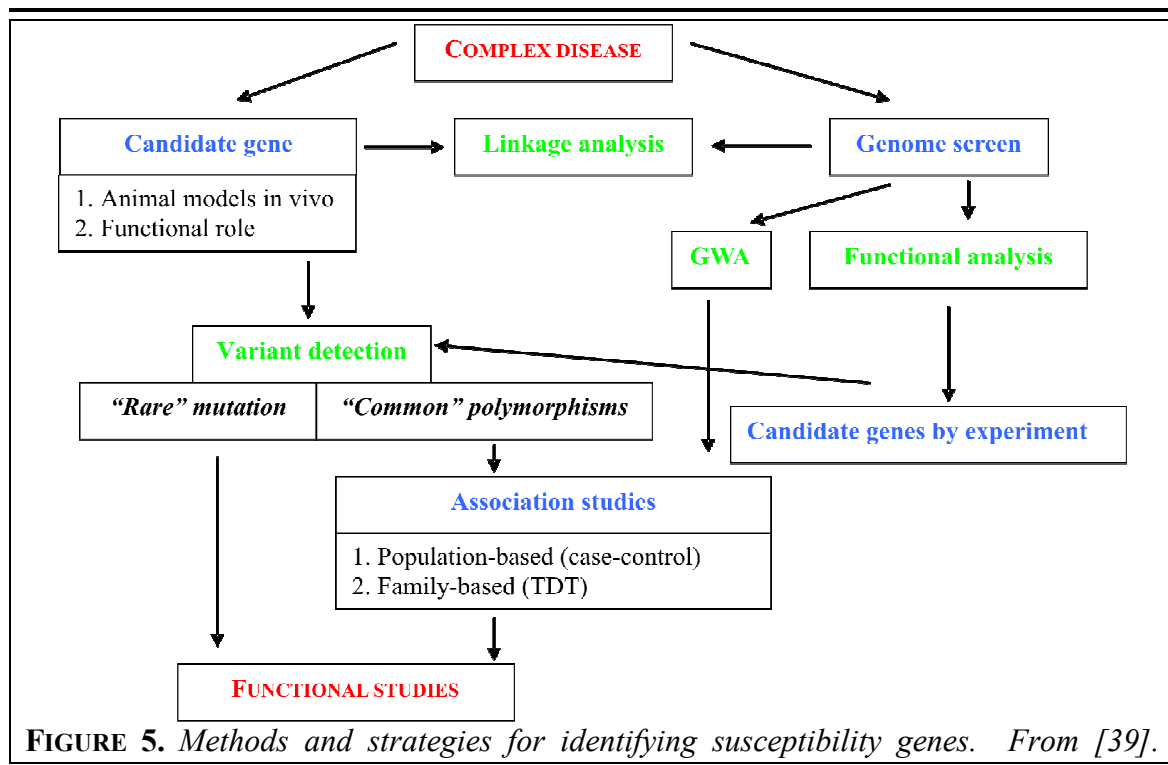 COMPLEX DISEASE
Candidate gene
Linkage analysis
Genome screen
1. Animal models in vivo
2. Functional role
GWA
Functional analysis
Variant detection
“Rare” mutation
“Common” polymorphisms
Candidate genes by experiment
Association studies
1. Population-based (case-control)
2. Family-based (TDT)
FUNCTIONAL STUDIES
FIGURE 5. Methods and strategies for identifying susceptibility genes. From [39].